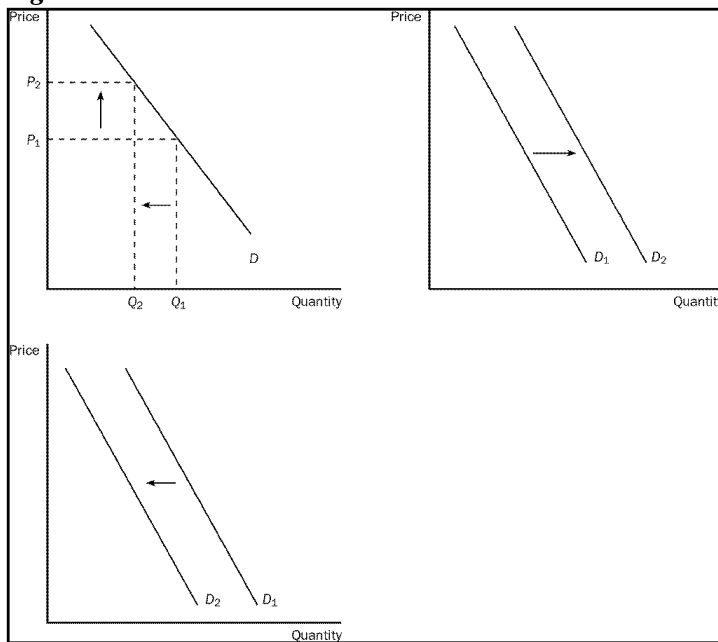 Price
P2
P1
D
Q2 Q1 Quantity
Price
D1 D2
Quantit
Price
D2 D1
Quantity